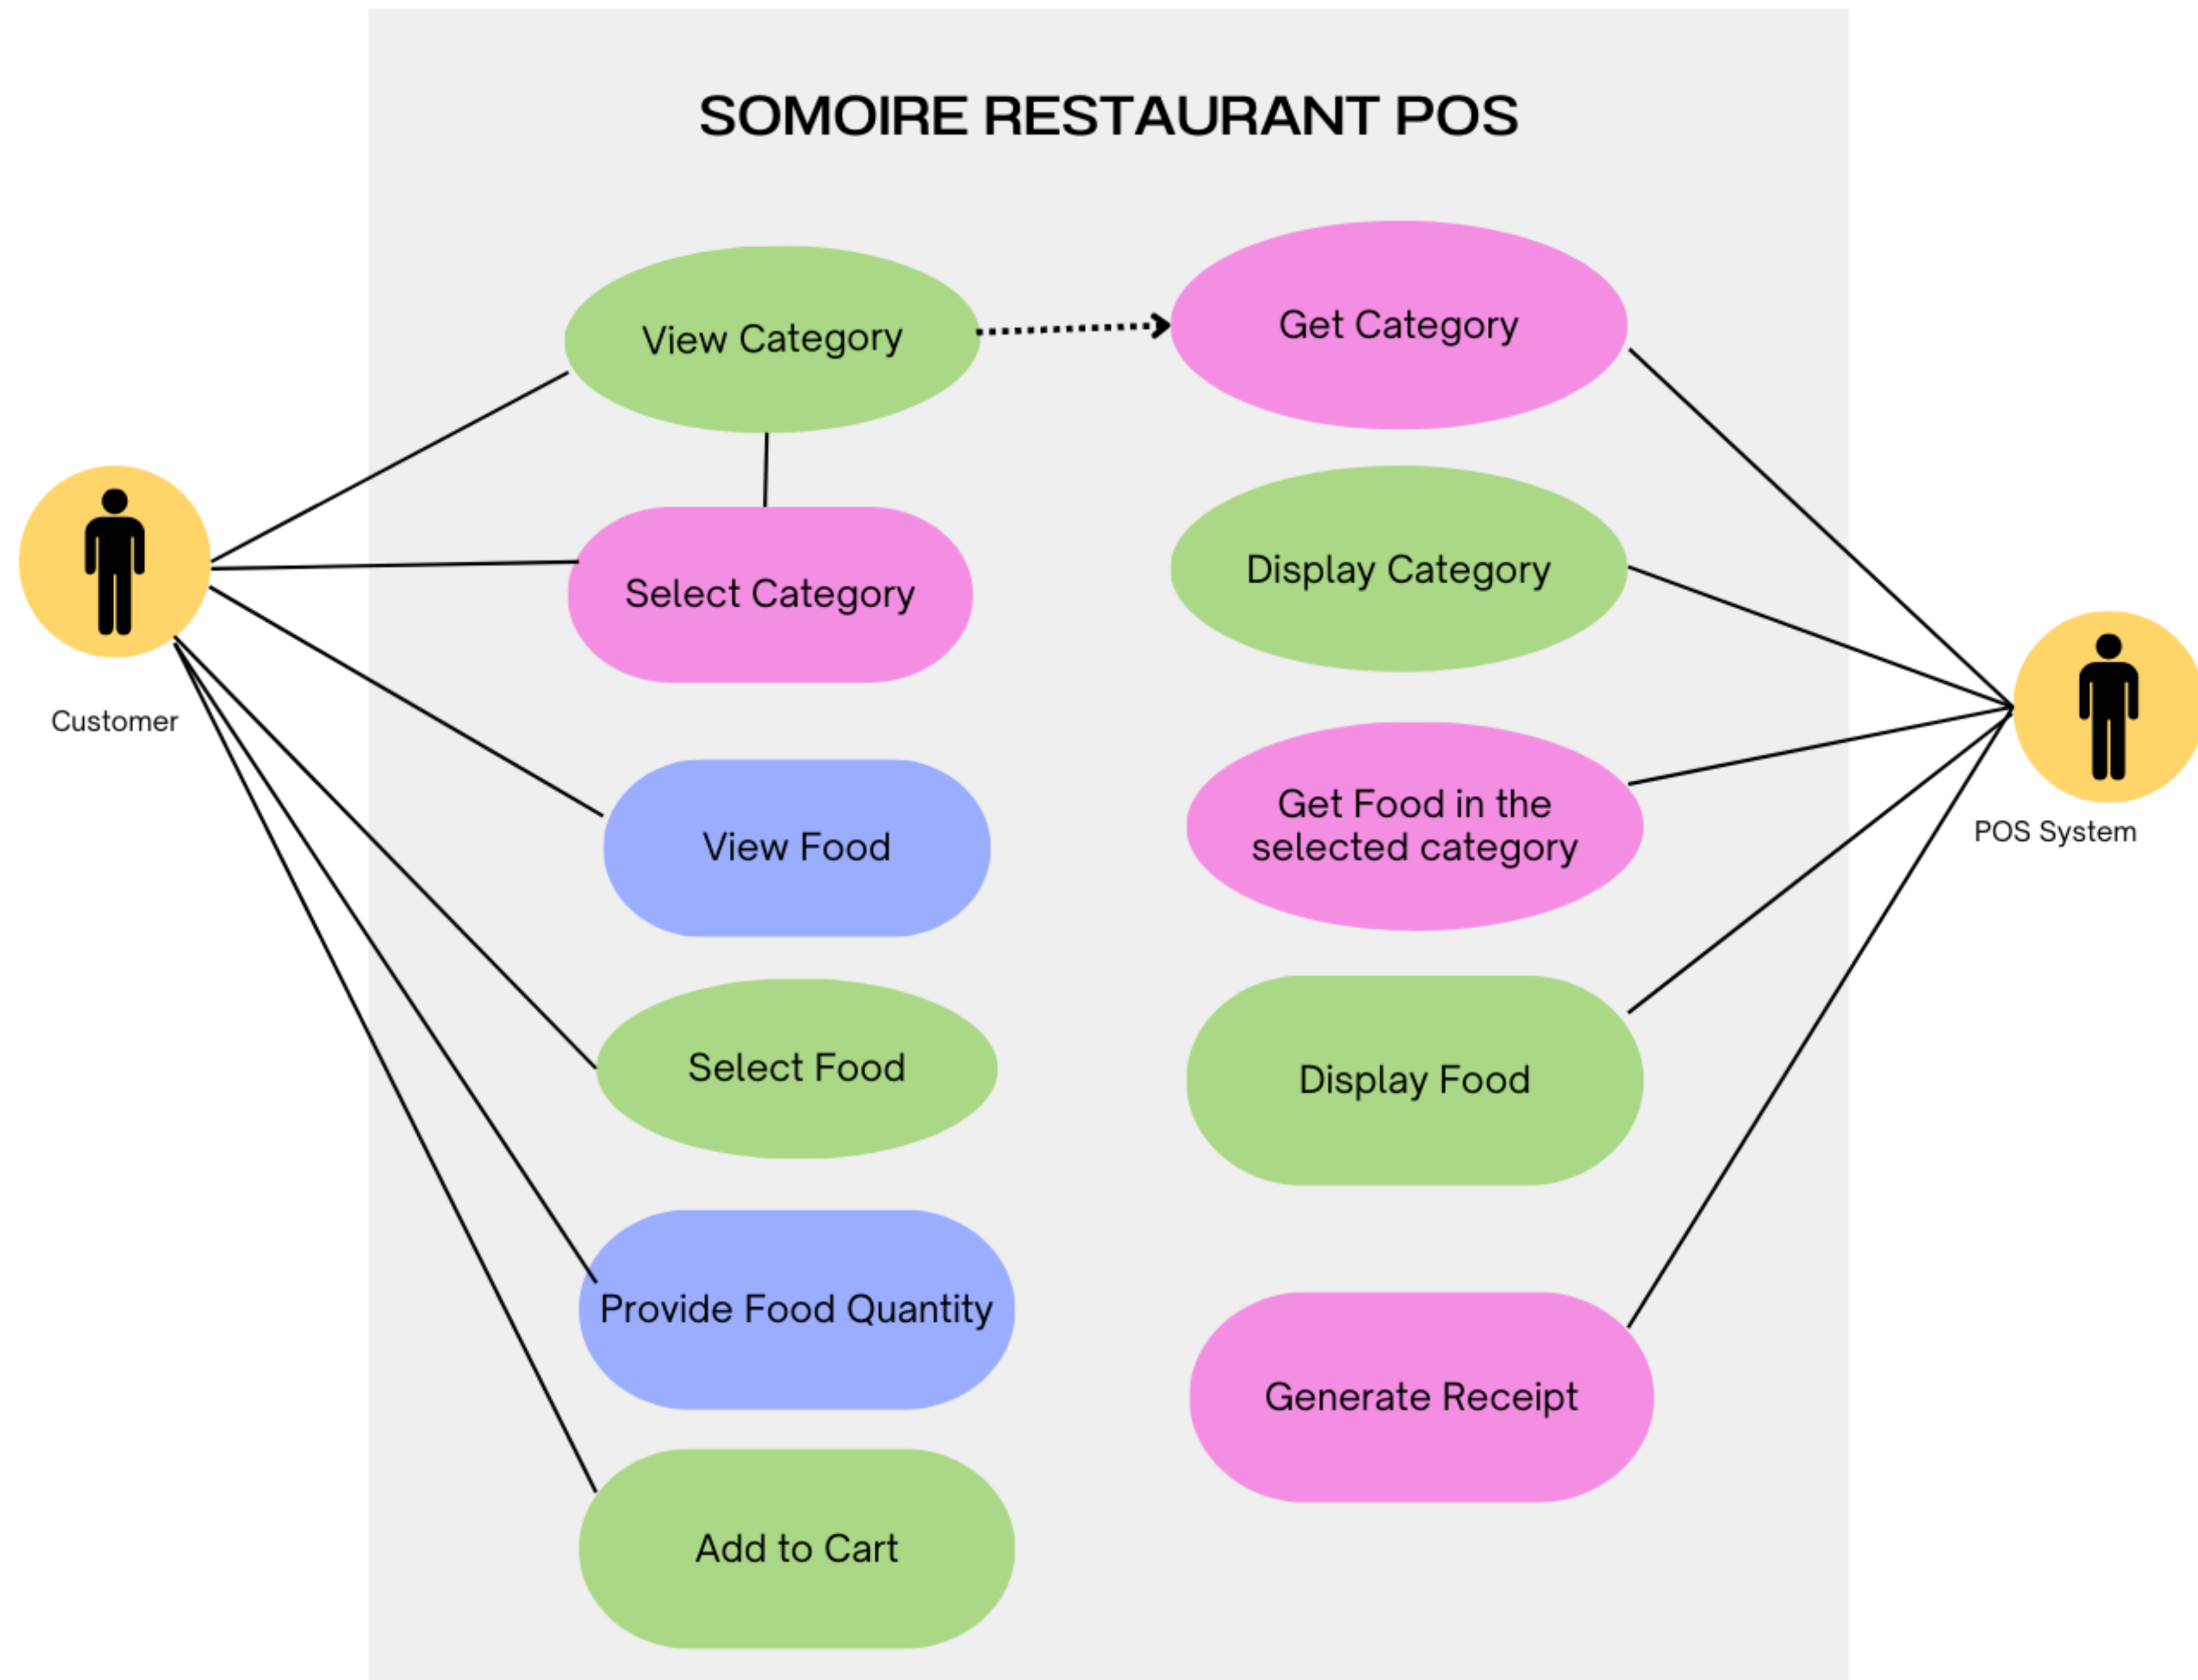 SOMOIRE RESTAURANT POS
View Category
Get Category
Select Category
Display Category
Customer
View Food
Get Food in the
selected category
POS System
Select Food
Display Food
Provide Food Quantity
Generate Receipt
Add to Cart